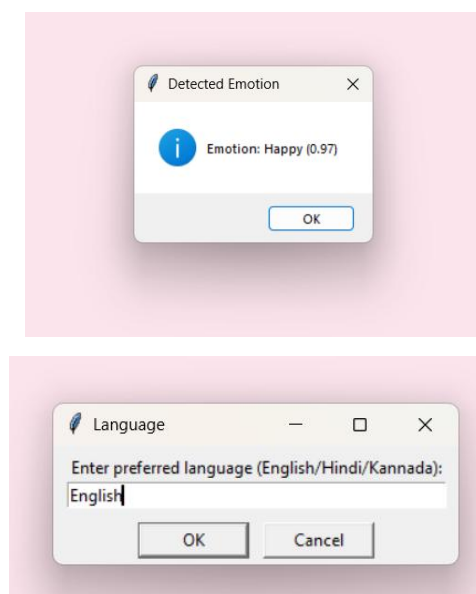 Detected Emotion
Emotion: Happy (0.97)
OK
Language
Enter preferred language (English/Hindi/Kannada):
English
OK Cancel